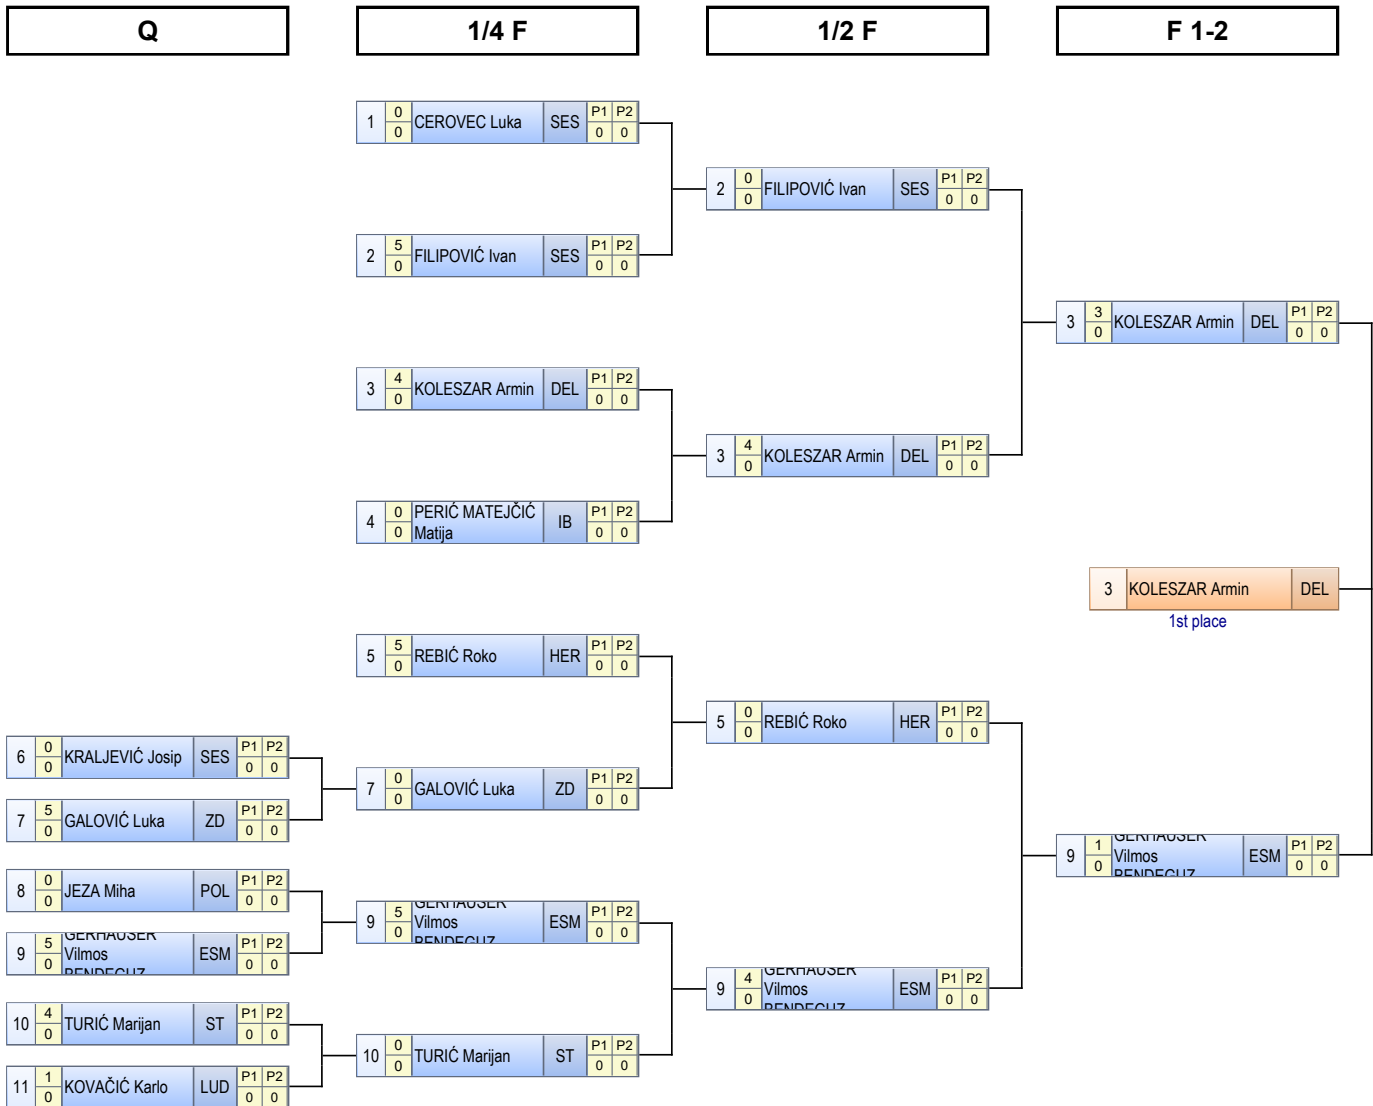 Q 1/4 F 1/2 F F 1-2
1 0 CEROVEC Luka SES P1 P2
0 0 0
2 0 FILIPOVIĆ Ivan SES P1 P2
0 0 0
2 5 FILIPOVIĆ Ivan SES P1 P2
0 0 0
3 3 KOLESZAR Armin DEL P1 P2
0 0 0
3 4 KOLESZAR Armin DEL P1 P2
0 0 0
3 4 KOLESZAR Armin DEL P1 P2
0 0 0
4 0 PERIĆ MATEJČIĆ IB P1 P2
0 Matija 0 0
3 KOLESZAR Armin DEL
1st place
5 5 REBIĆ Roko HER P1 P2
0 0 0
5 0 REBIĆ Roko HER P1 P2
0 0 0
6 0 KRALJEVIĆ Josip SES P1 P2
0 0 0
7 0 GALOVIĆ Luka ZD P1 P2
0 0 0
7 5 GALOVIĆ Luka ZD P1 P2
0 0 0
9 1 GERHAUSER P1 P2
Vilmos ESM
0 BENDEGUZ 0 0
8 0 JEZA Miha POL P1 P2
0 0 0
9 5 GERHAUSER P1 P2
Vilmos ESM
0 BENDEGUZ 0 0
9 5 GERHAUSER P1 P2
Vilmos ESM
0 BENDEGUZ 0 0
9 4 GERHAUSER P1 P2
Vilmos ESM
0 BENDEGUZ 0 0
10 4 TURIĆ Marijan ST P1 P2
0 0 0
10 0 TURIĆ Marijan ST P1 P2
0 0 0
11 1 KOVAČIĆ Karlo LUD P1 P2
0 0 0